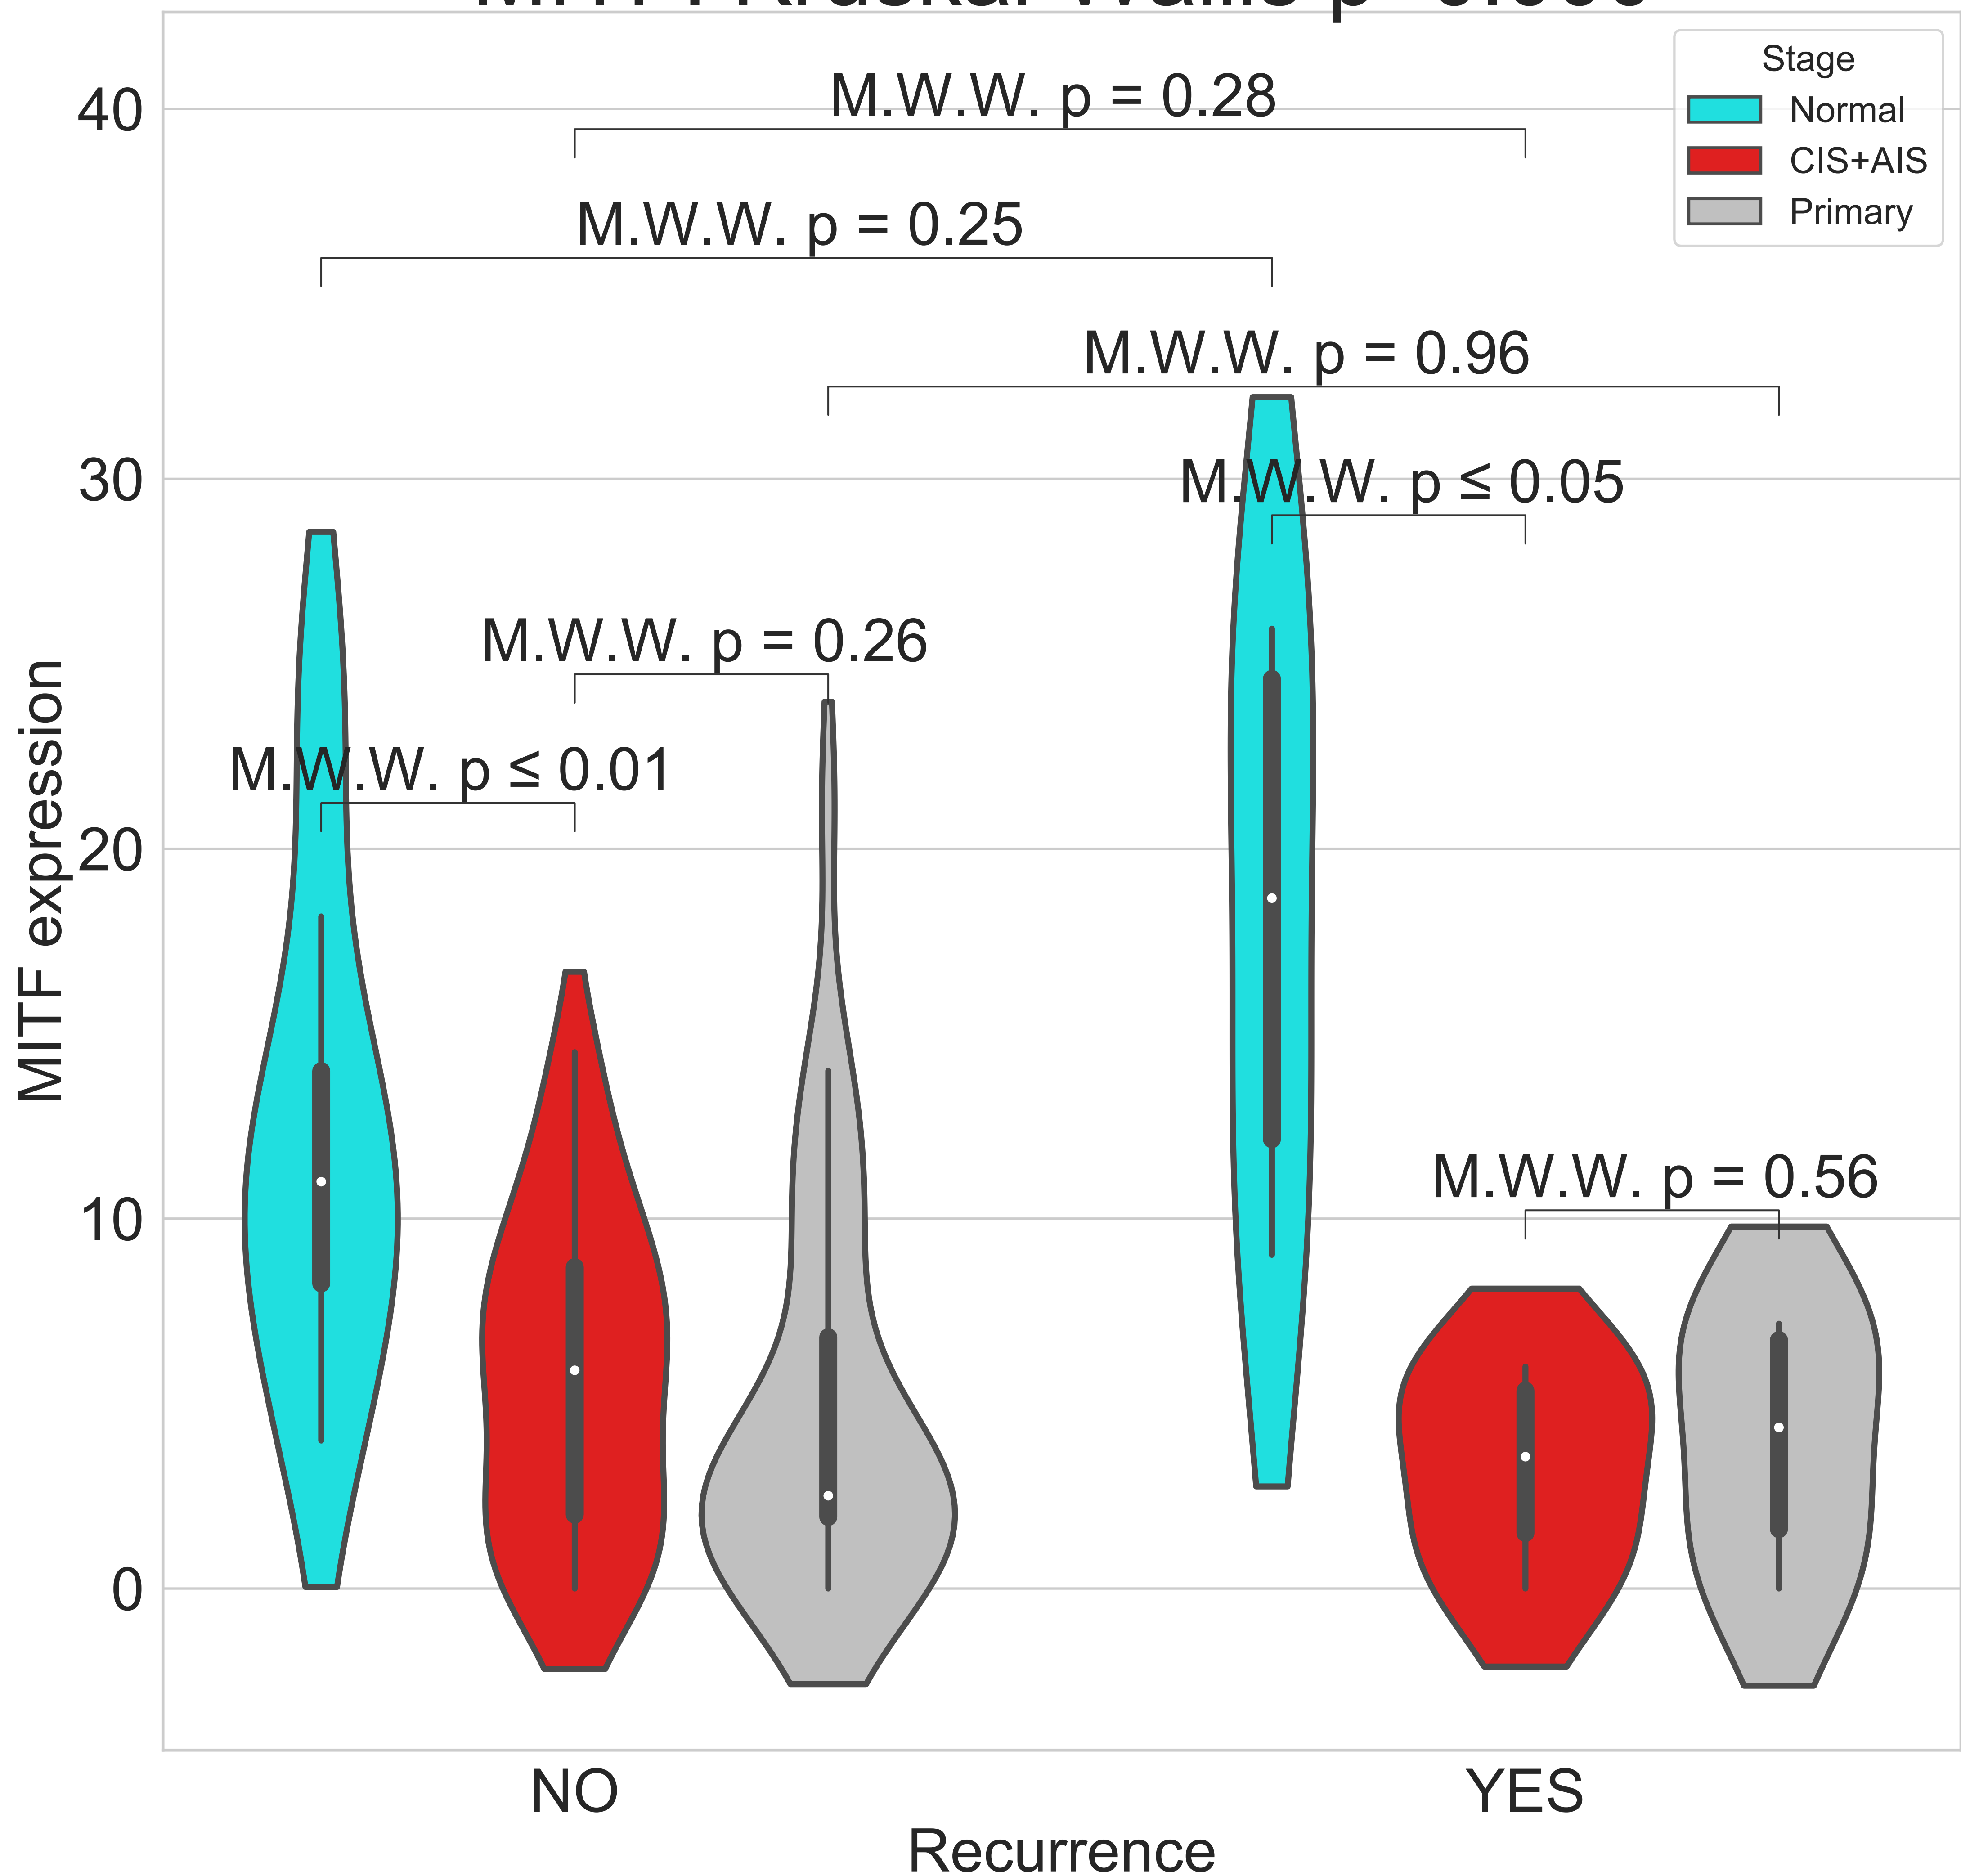 Stage
Normal
CIS+AIS
Primary
M.W.W. p = 0.28
M.W.W. p = 0.25
M.W.W. p = 0.96
M.W.W. p ≤ 0.05
M.W.W. p = 0.26
M.W.W. p ≤ 0.01
M.W.W. p = 0.56
40
30
20
10
0
MITF expression
NO
YES
Recurrence